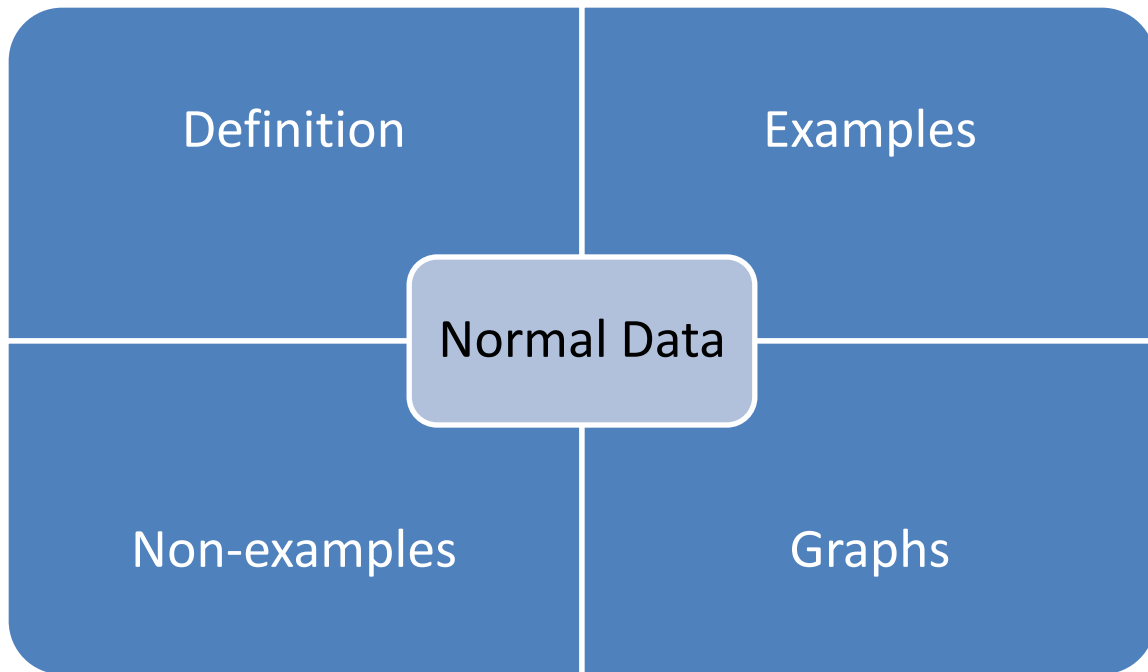 Definition
Examples
Normal Data
Non-examples
Graphs